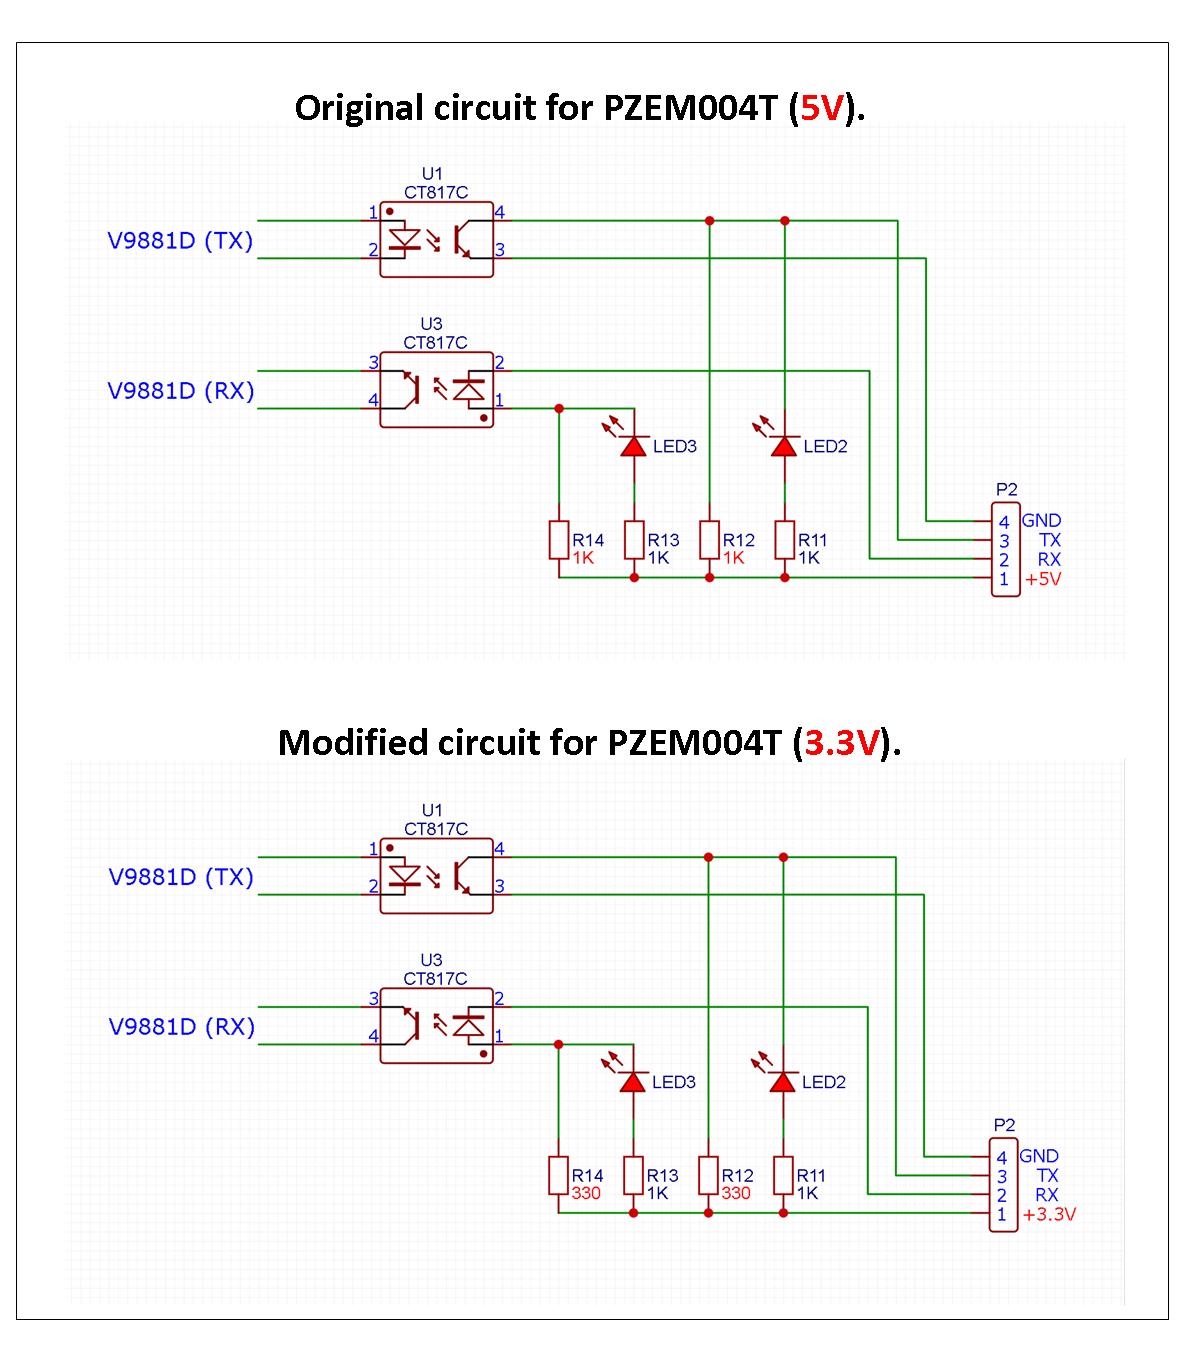 Original circuit for PZEM004T (5V).
U1
CT817C
1
4
V9881D (TX)
2
3
U3
CT817C
3
2
V9881D (RX)
4
1
LED3
LED2
P2
4 GND
R14
R13
R12
R11
3 TX
1K
1K
1K
1K
2 RX
1 +5V
Modified circuit for PZEM004T (3.3V).
U1
CT817C
1
4
V9881D (TX)
2
3
U3
CT817C
3
2
V9881D (RX)
4
1
LED3
LED2
P2
4 GND
R14
R13
R12
R11
3 TX
330
1K
330
1K
2 RX
1 +3.3V